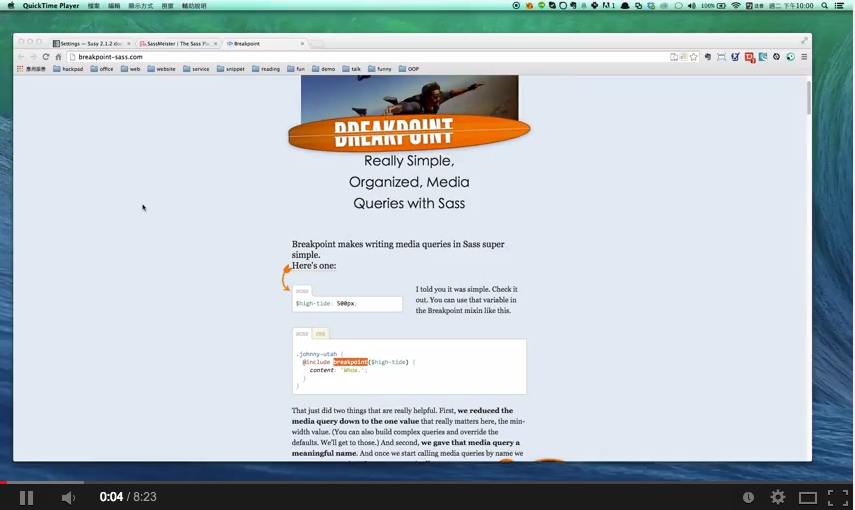 QuickTime Player 檔案 編輯 顯示方式 視窗 輔助說明
100% 週二 下午10:00
Settings — Susy 2.1.2 do
SassMeister | The Sass Pla
Breakpoint
breakpoint-sass.com
應用服務 hackpad office web website service snippet reading fun demo talk funny OOP
BREAKPOINT
Really Simple,
Organized, Media
Queries with Sass
Breakpoint makes writing media queries in Sass super
simple.
Here's one:
$high-tide: 500px;
I told you it was simple. Check it
out. You can use that variable in
the Breakpoint mixin like this.
.johnny-utah {
@include breakpoint($high-tide) {
content: 'Whoa.';
}
}
That just did two things that are really helpful. First, we reduced the
media query down to the one value that really matters here, the min-
width value. (You can also build complex queries and override the
defaults. We'll get to those.) And second, we gave that media query a
meaningful name. And once we start calling media queries by name we
0:04 / 8:23